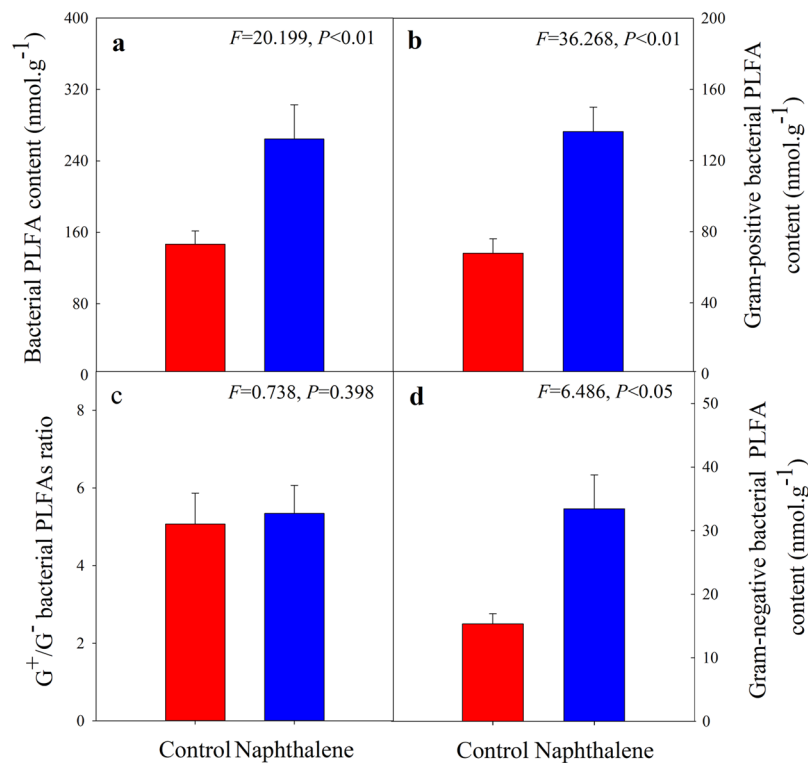 a
F=20.199, P<0.01
400
320
240
160
80
0
Bacterial PLFA content (nmol.g-1)
b
F=36.268, P<0.01
200
160
120
80
40
0
Gram-positive bacterial PLFA
content (nmol.g-1)
c
F=0.738, P=0.398
8
6
4
2
0
G+/G- bacterial PLFAs ratio
d
F=6.486, P<0.05
50
40
30
20
10
0
Gram-negative bacterial PLFA
content (nmol.g-1)
Control Naphthalene
Control Naphthalene